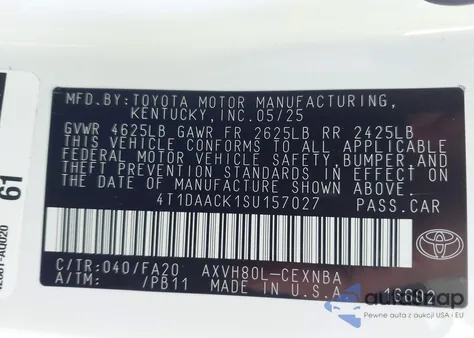 MFD.BY:TOYOTA MOTOR MANUFACTURING,
KENTUCKY,INC.05/25
GVWR 4625LB GAWR FR 2625LB RR 2425LB
THIS VEHICLE CONFORMS TO ALL APPLICABLE
FEDERAL MOTOR VEHICLE SAFETY,BUMPER,AND
THEFT PREVENTION STANDARDS IN EFFECT ON
THE DATE OF MANUFACTURE SHOWN ABOVE.
4T1DAACK1SU157027 PASS.CAR
C/TR:040/FA20 AXVH80L-CEXNBA
A/TM: /PB11 MADE IN U.S.A.
TOYOTA
61
Pewne auta z aukcji USA i EU